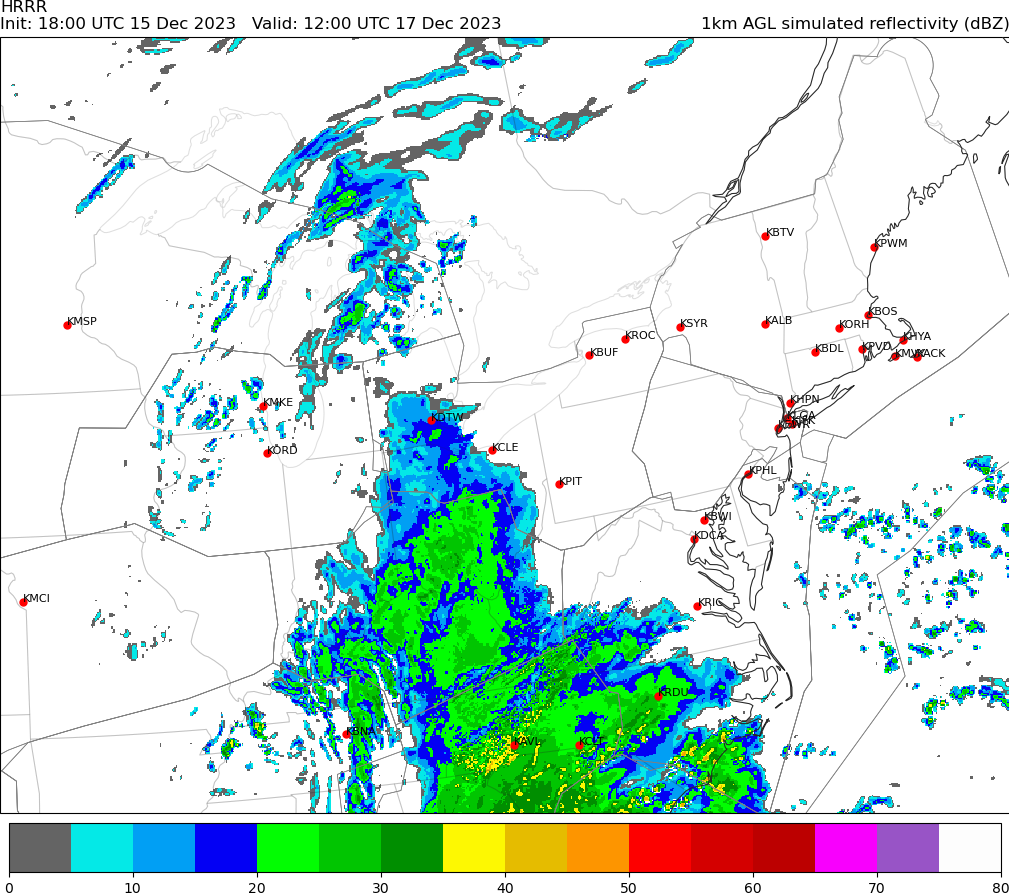 HRRR
Init: 18:00 UTC 15 Dec 2023   Valid: 12:00 UTC 17 Dec 2023   1km AGL simulated reflectivity (dBZ)
KBTV
KPWM
KMSP
KBOS
KSYR
KALB
KORH
KROC
KHYA
KBUF
KBDL
KPVD
KACK
KMKE
KHPN
KDTW
KLGA
KORD
KCLE
KPHL
KPIT
KBWI
KDCA
KMCI
KRIC
KRDU
KBNA
KAVL
0 10 20 30 40 50 60 70 80